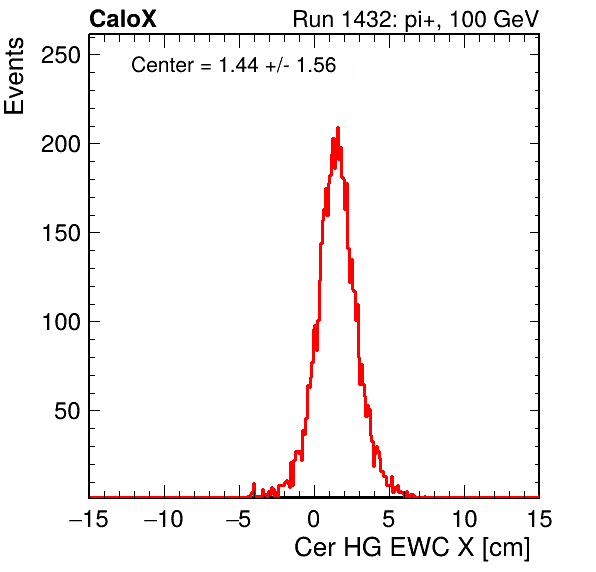 CaloX Run 1432: pi+, 100 GeV
Center = 1.44 +/- 1.56
Events
250
200
150
100
50
−15 −10 −5 0 5 10 15
Cer HG EWC X [cm]